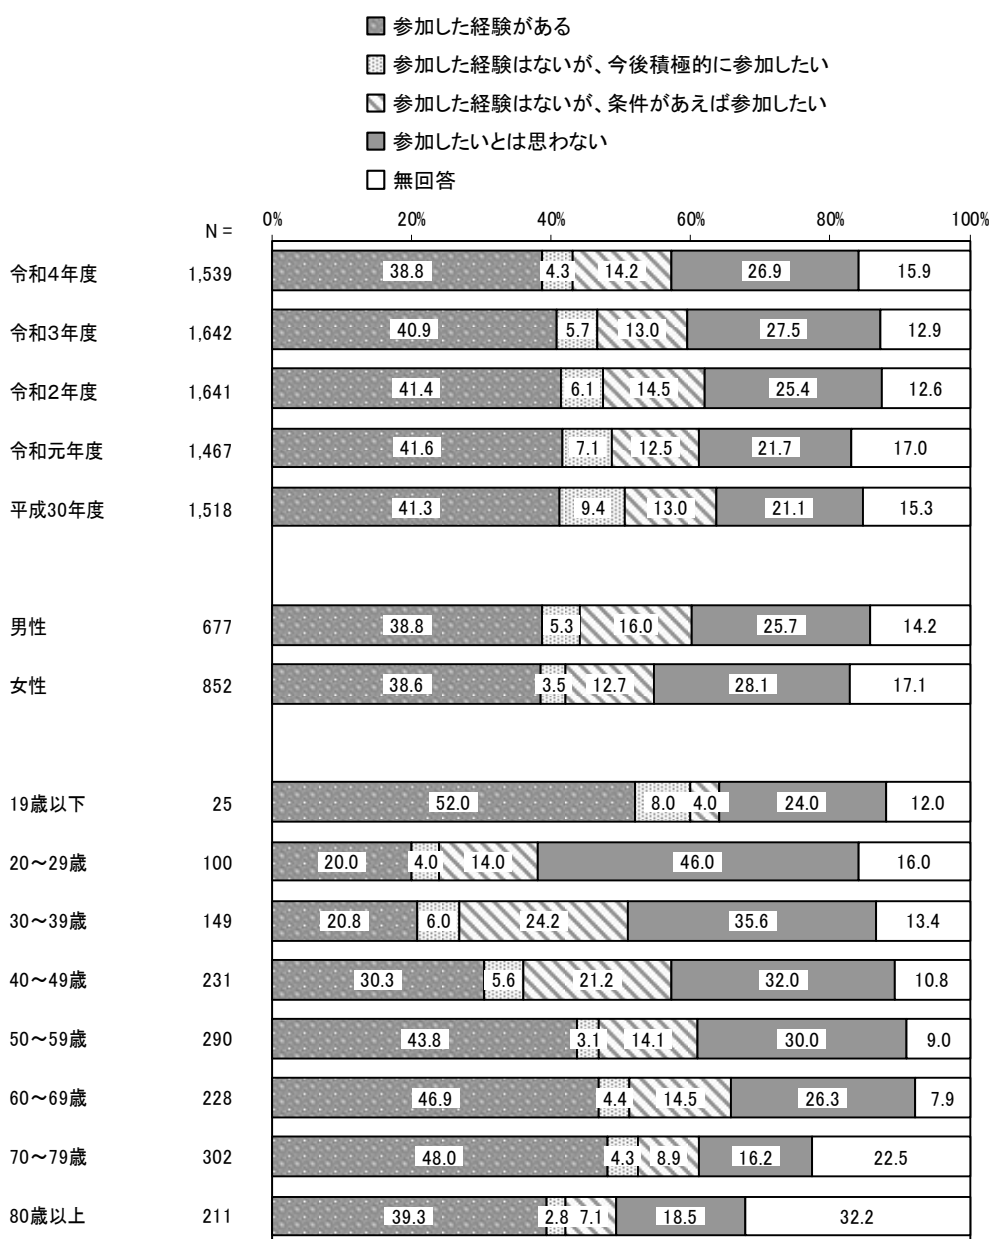 参加した経験がある
参加した経験はないが、今後積極的に参加したい
参加した経験はないが、条件があえば参加したい
参加したいとは思わない
無回答
N = 0% 20% 40% 60% 80% 100%
令和4年度 1,539 38.8 4.3 14.2 26.9 15.9
令和3年度 1,642 40.9 5.7 13.0 27.5 12.9
令和2年度 1,641 41.4 6.1 14.5 25.4 12.6
令和元年度 1,467 41.6 7.1 12.5 21.7 17.0
平成30年度 1,518 41.3 9.4 13.0 21.1 15.3
男性 677 38.8 5.3 16.0 25.7 14.2
女性 852 38.6 3.5 12.7 28.1 17.1
19歳以下 25 52.0 8.0 4.0 24.0 12.0
20～29歳 100 20.0 4.0 14.0 46.0 16.0
30～39歳 149 20.8 6.0 24.2 35.6 13.4
40～49歳 231 30.3 5.6 21.2 32.0 10.8
50～59歳 290 43.8 3.1 14.1 30.0 9.0
60～69歳 228 46.9 4.4 14.5 26.3 7.9
70～79歳 302 48.0 4.3 8.9 16.2 22.5
80歳以上 211 39.3 2.8 7.1 18.5 32.2